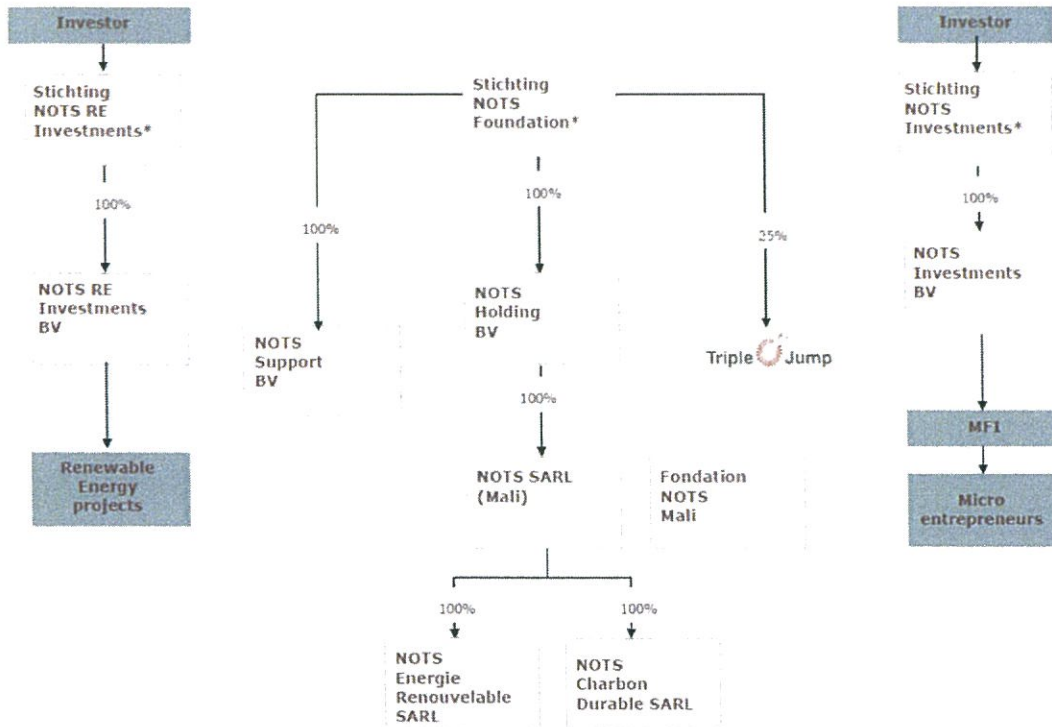 Investor
Stichting
NOTS RE
Investments*
100%
NOTS RE
Investments
BV
Renewable
Energy
projects
Stichting
NOTS
Foundation*
100%
100%
25%
NOTS
Support
BV
NOTS
Holding
BV
Triple Jump
100%
NOTS SARL
(Mali)
Fondation
NOTS
Mali
100%
100%
NOTS
Energie
Renouvelable
SARL
NOTS
Charbon
Durable SARL
Investor
Stichting
NOTS
Investments*
100%
NOTS
Investments
BV
MFI
Micro
entrepreneurs